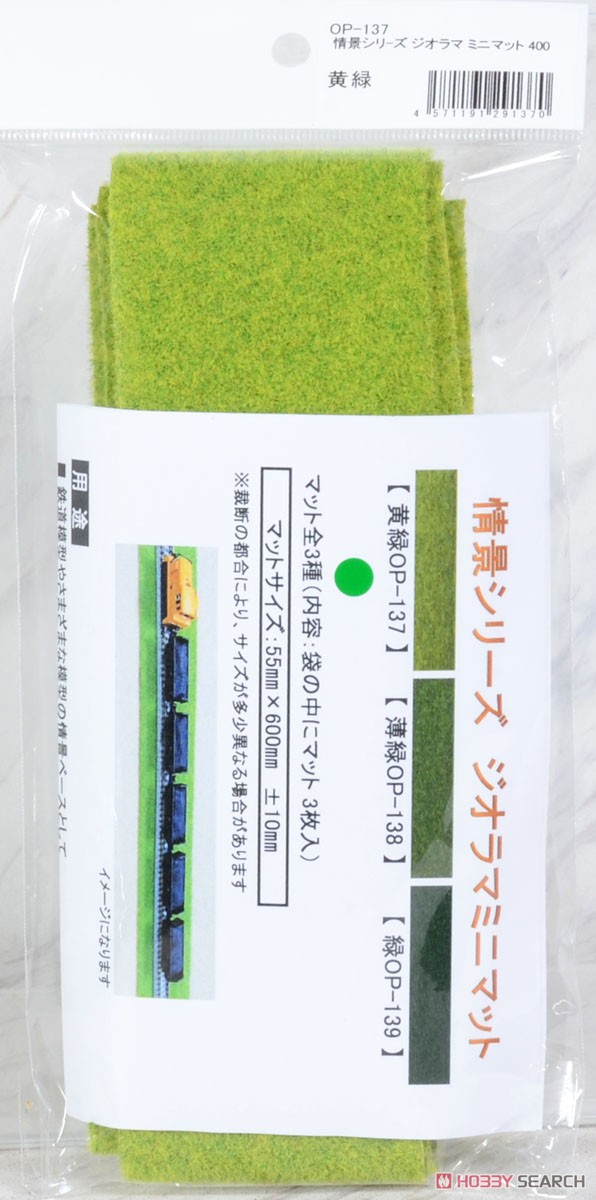 OP-137
情景シリーズ ジオラマ ミニマット 400
黄緑
4 571191 291370
情景シリーズ ジオラマミニマット
【 黄緑OP-137 】 【 薄緑OP-138 】 【 緑OP-139 】
マット全3種(内容:袋の中にマット 3枚入)
マットサイズ:55mm×600mm ±10mm
※裁断の都合により、サイズが多少異なる場合があります
イメージになります
用途
■ 鉄道模型やさまざまな模型の情景ベースとして
HOBBY SEARCH